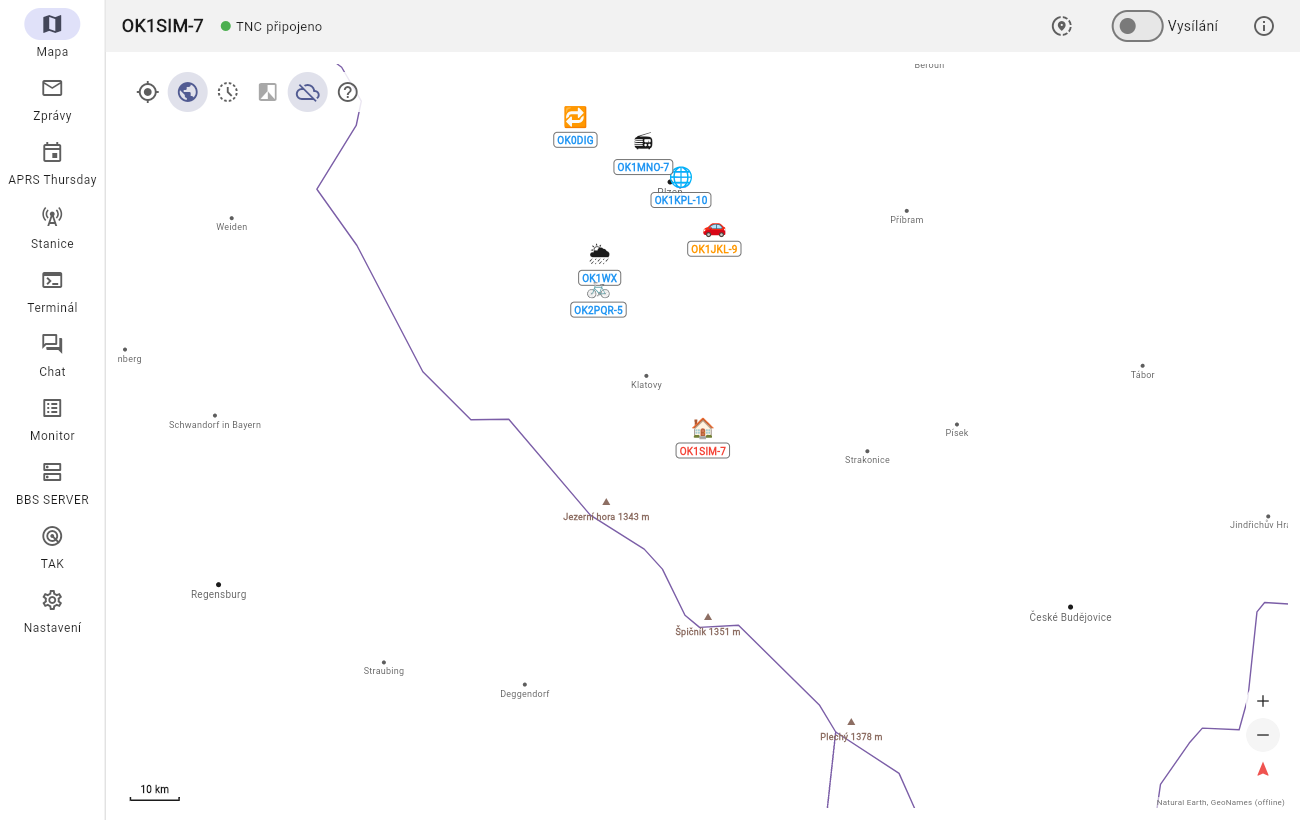 OK1SIM-7
TNC připojeno
Vysílání
Mapa
Zprávy
APRS Thursday
Stanice
Terminál
Chat
Monitor
BBS SERVER
TAK
Nastavení
Beroun
OK0DIG
OK1MNO-7
Plzen
OK1KPL-10
Příbram
Weiden
OK1JKL-9
OK1WX
OK2PQR-5
nberg
Klatovy
Tábor
Schwandorf in Bayern
Písek
OK1SIM-7
Strakonice
Jezerní hora 1343 m
Jindřichův Hra
Regensburg
České Budějovice
Špičník 1351 m
Straubing
Deggendorf
Plechý 1378 m
10 km
Natural Earth, GeoNames (offline)